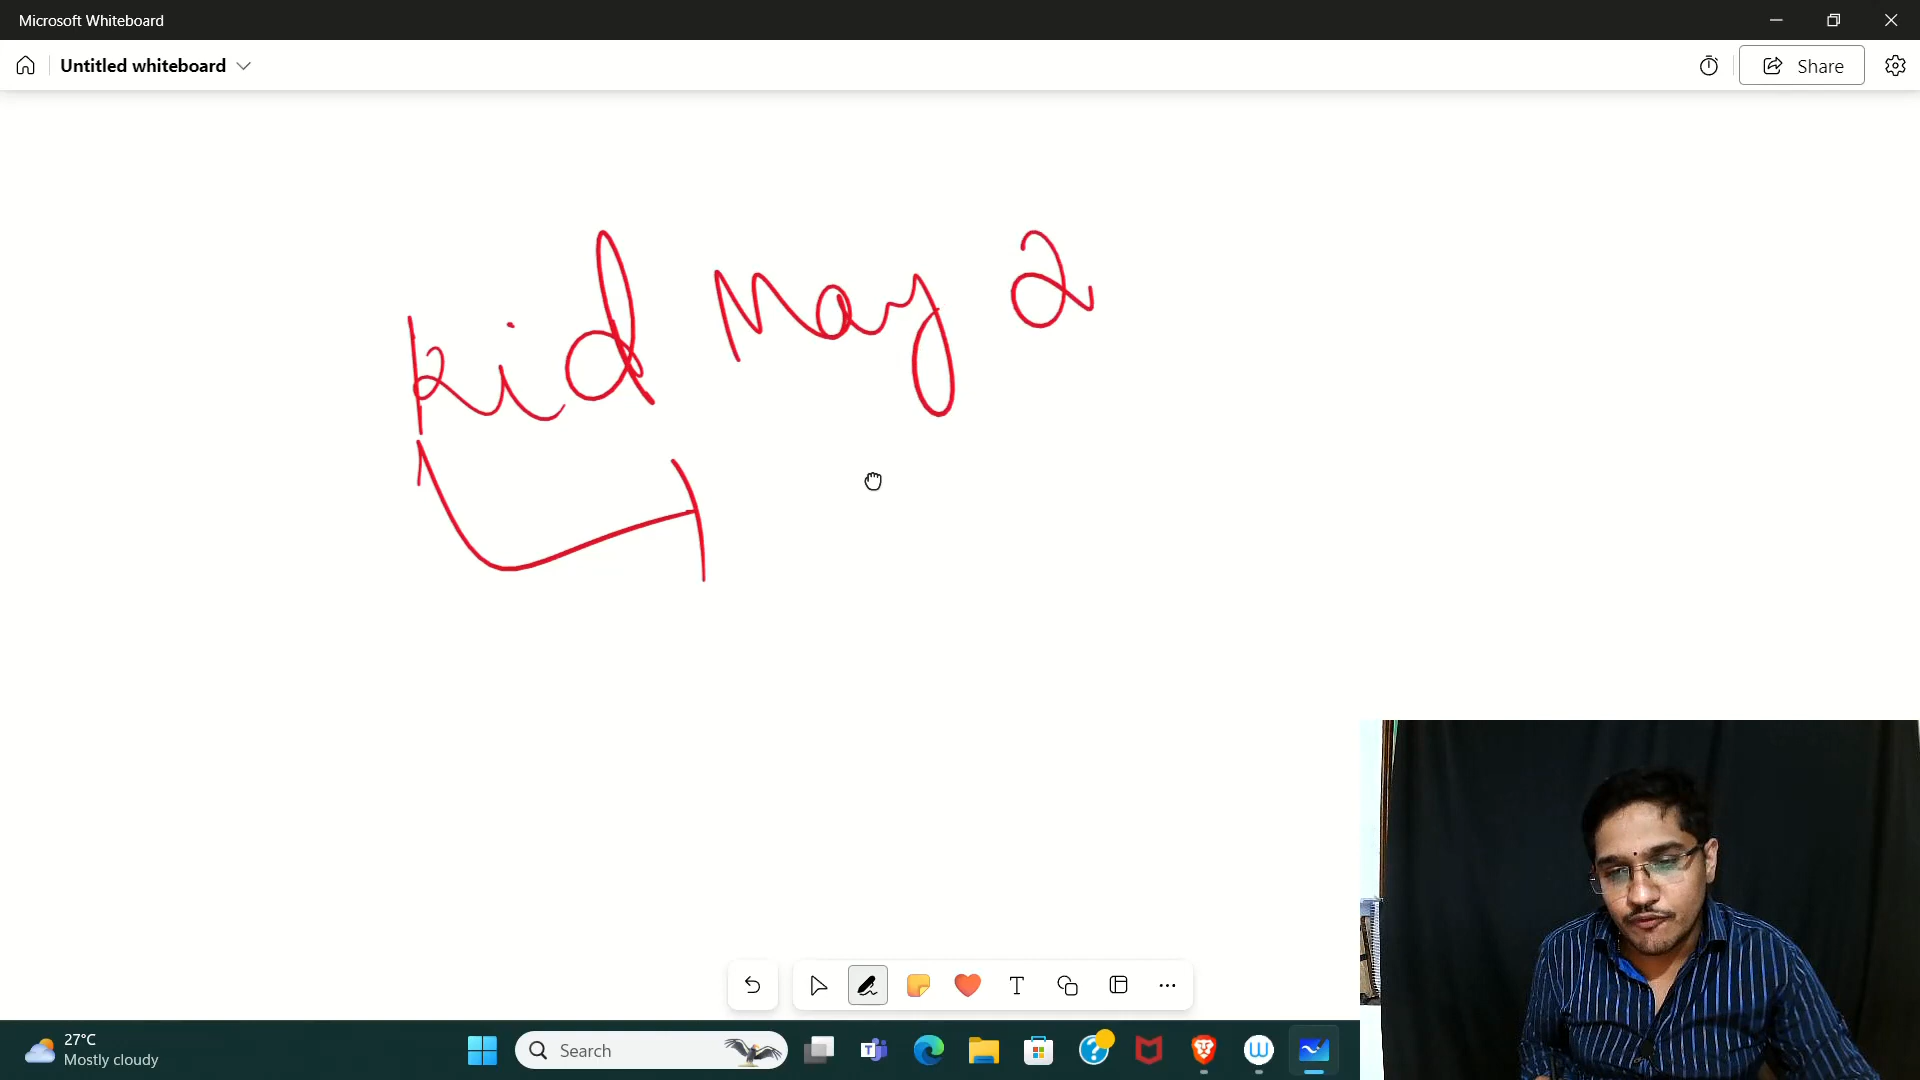 Microsoft Whiteboard
Untitled whiteboard
Share
kid May 2
27°C
Mostly cloudy
Search